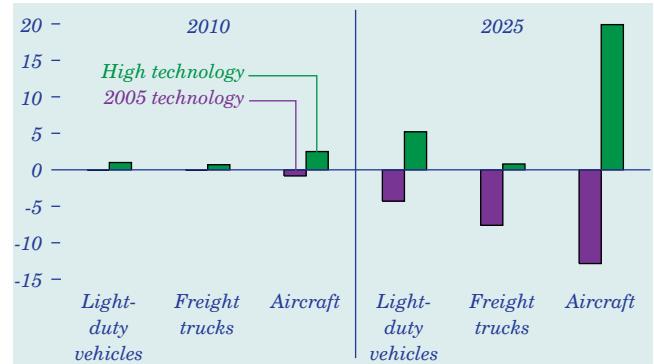 20
2010
2025
15
High technology
10
2005 technology
5
0
-5
-10
-15
Light-
duty
vehicles
Freight
trucks
Aircraft
Light-
duty
vehicles
Freight
trucks
Aircraft